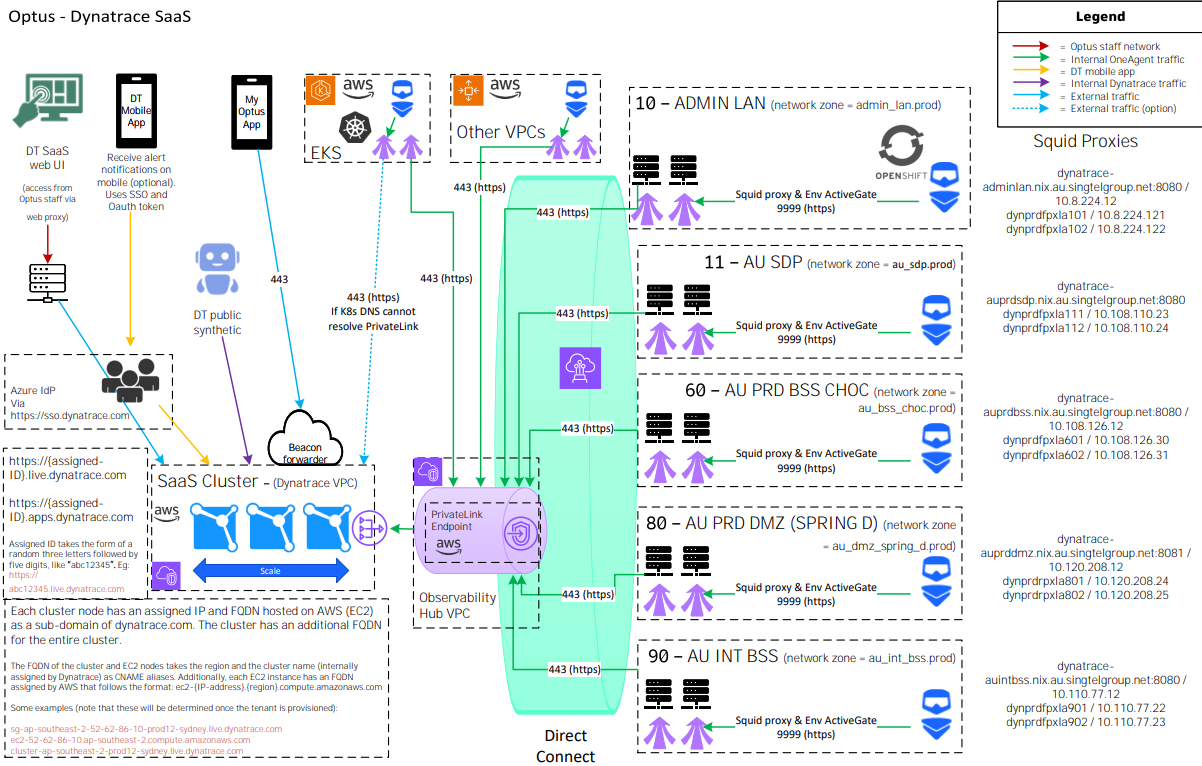 Optus - Dynatrace SaaS
Legend
= Optus staff network
= Internal OneAgent traffic
= DT mobile app
= Internal Dynatrace traffic
= External traffic
= External traffic (option)
DT SaaS
web UI
(access from
Optus staff via
web proxy)
DT
Mobile
App
Receive alert
notifications on
mobile (optional).
Uses SSO and
Oauth token
My
Optus
App
aws
EKS
aws
Other VPCs
443 (https)
443 (https)
443
443 (https)
If K8s DNS cannot
resolve PrivateLink
DT public
synthetic
Azure IdP
Via
https://sso.dynatrace.com
Beacon
forwarder
https://{assigned-
ID}.live.dynatrace.com
https://{assigned-
ID}.apps.dynatrace.com
Assigned ID takes the form of a
random three letters followed by
five digits, like "abc12345". Eg:
https://
abc12345.live.dynatrace.com
SaaS Cluster – (Dynatrace VPC)
aws
Scale
PrivateLink
Endpoint
aws
Observability
Hub VPC
Each cluster node has an assigned IP and FQDN hosted on AWS (EC2)
as a sub-domain of dynatrace.com. The cluster has an additional FQDN
for the entire cluster.
The FQDN of the cluster and EC2 nodes takes the region and the cluster name (internally
assigned by Dynatrace) as CNAME aliases. Additionally, each EC2 instance has an FQDN
assigned by AWS that follows the format: ec2-{IP-address}.{region}.compute.amazonaws.com
Some examples (note that these will be determined once the tenant is provisioned):
sg-ap-southeast-2-52-62-86-10-prod12-sydney.live.dynatrace.com
ec2-52-62-86-10.ap-southeast-2.compute.amazonaws.com
cluster-ap-southeast-2-prod12-sydney.live.dynatrace.com
Direct
Connect
443 (https)
443 (https)
443 (https)
443 (https)
443 (https)
10 – ADMIN LAN (network zone = admin_lan.prod)
OPENSHIFT
Squid proxy & Env ActiveGate
9999 (https)
11 – AU SDP (network zone = au_sdp.prod)
Squid proxy & Env ActiveGate
9999 (https)
60 – AU PRD BSS CHOC (network zone =
au_bss_choc.prod)
Squid proxy & Env ActiveGate
9999 (https)
80 – AU PRD DMZ (SPRING D) (network zone
= au_dmz_spring_d.prod)
Squid proxy & Env ActiveGate
9999 (https)
90 – AU INT BSS (network zone = au_int_bss.prod)
Squid proxy & Env ActiveGate
9999 (https)
Squid Proxies
dynatrace-
adminlan.nix.au.singtelgroup.net:8080 /
10.8.224.12
dynprdfpxla101 / 10.8.224.121
dynprdfpxla102 / 10.8.224.122
dynatrace-
auprdsdp.nix.au.singtelgroup.net:8080
dynprdfpxla111 / 10.108.110.23
dynprdfpxla112 / 10.108.110.24
dynatrace-
auprdbss.nix.au.singtelgroup.net:8080 /
10.108.126.12
dynprdfpxla601 / 10.108.126.30
dynprdfpxla602 / 10.108.126.31
dynatrace-
auprddmz.nix.au.singtelgroup.net:8081 /
10.120.208.12
dynprdrpxla801 / 10.120.208.24
dynprdrpxla802 / 10.120.208.25
dynatrace-
auintbss.nix.au.singtelgroup.net:8080 /
10.110.77.12
dynprdfpxla901 / 10.110.77.22
dynprdfpxla902 / 10.110.77.23